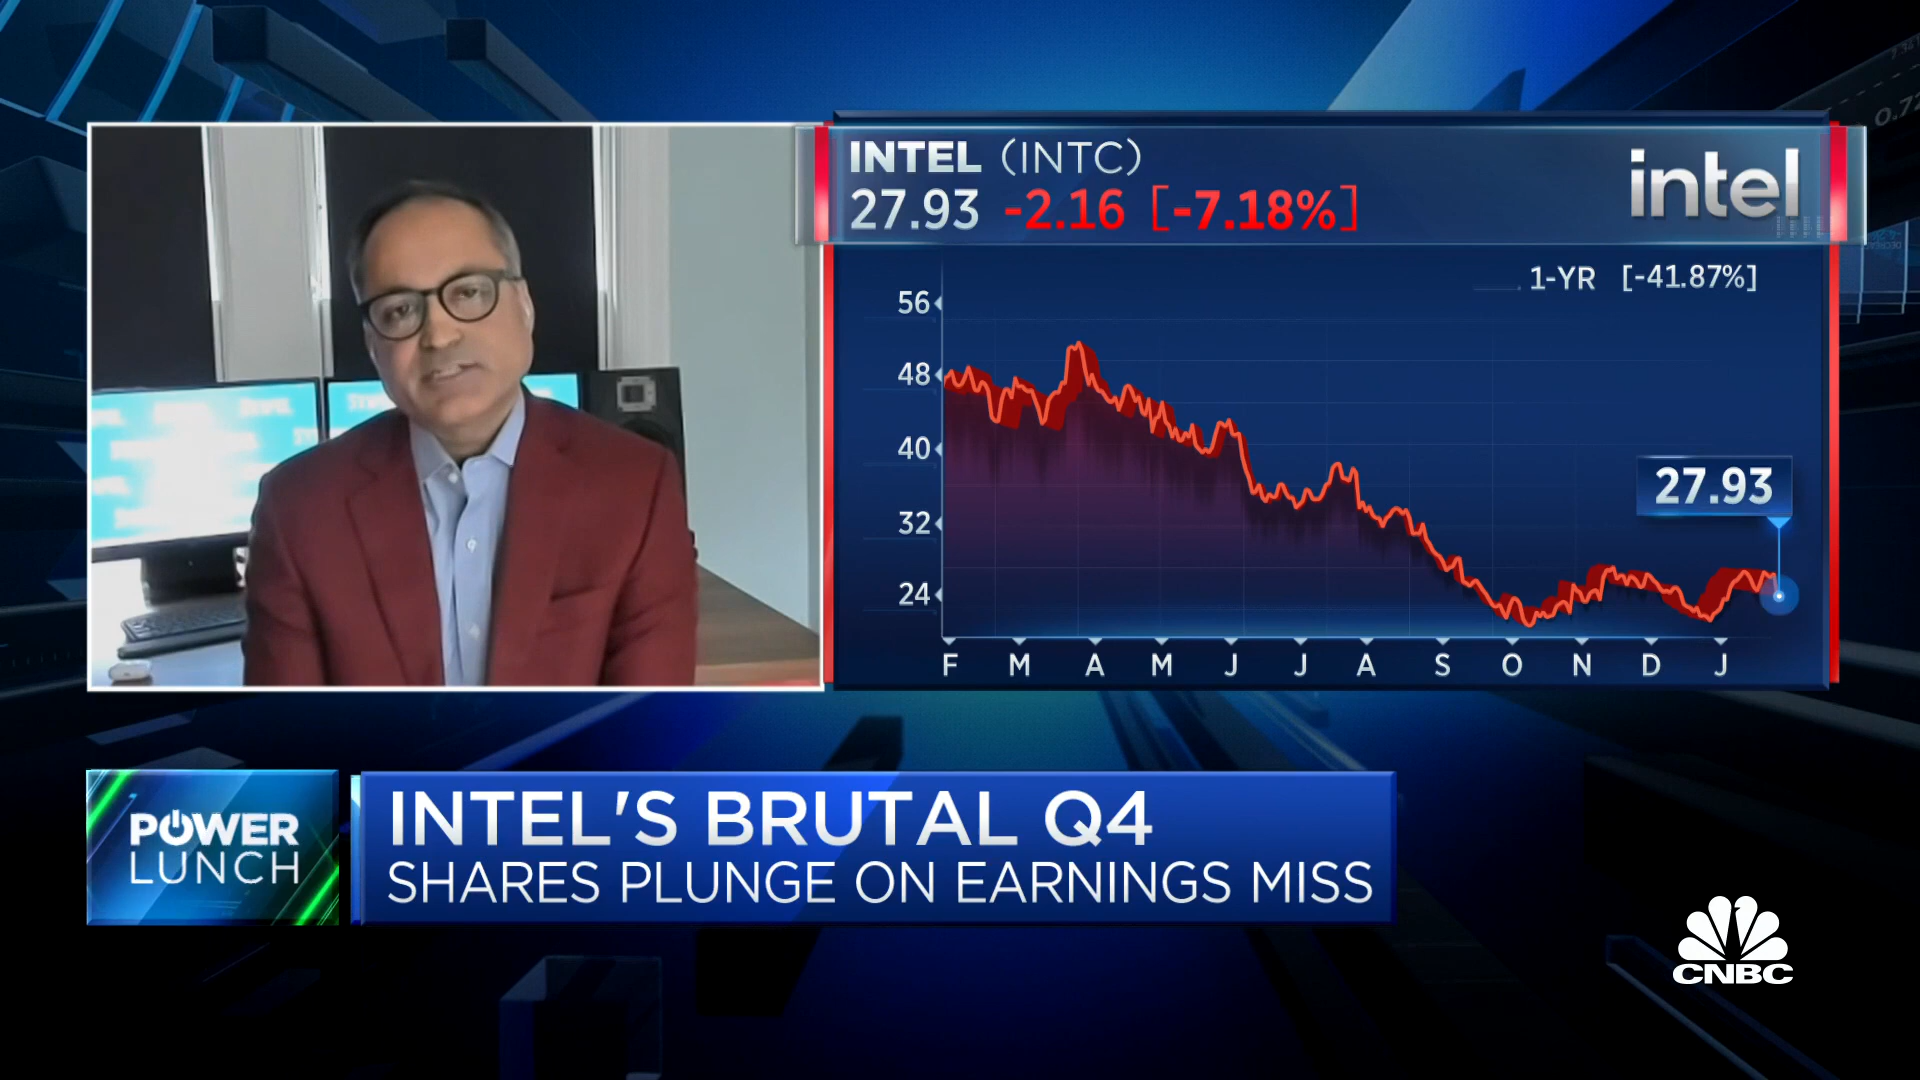 INTEL (INTC)
27.93 -2.16 [-7.18%]
intel
1-YR [-41.87%]
56
48
40
32
24
27.93
F M A M J J A S O N D J
POWER
LUNCH
INTEL'S BRUTAL Q4
SHARES PLUNGE ON EARNINGS MISS
CNBC